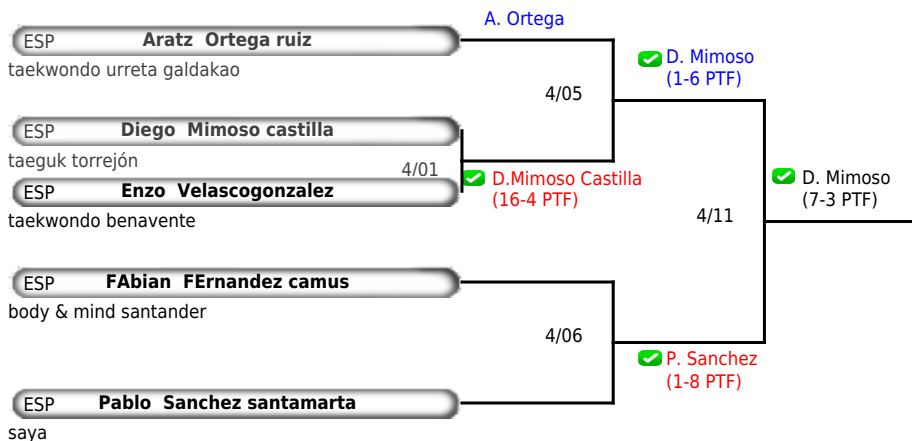 A. Ortega
ESP Aratz Ortega ruiz
taekwondo urreta galdakao
D. Mimoso
(1-6 PTF)
4/05
ESP Diego Mimoso castilla
taeguk torrejón
4/01
D.Mimoso Castilla
(16-4 PTF)
D. Mimoso
(7-3 PTF)
ESP Enzo Velascogonzalez
taekwondo benavente
4/11
ESP FAbian FErnandez camus
body & mind santander
4/06
P. Sanchez
(1-8 PTF)
ESP Pablo Sanchez santamarta
saya